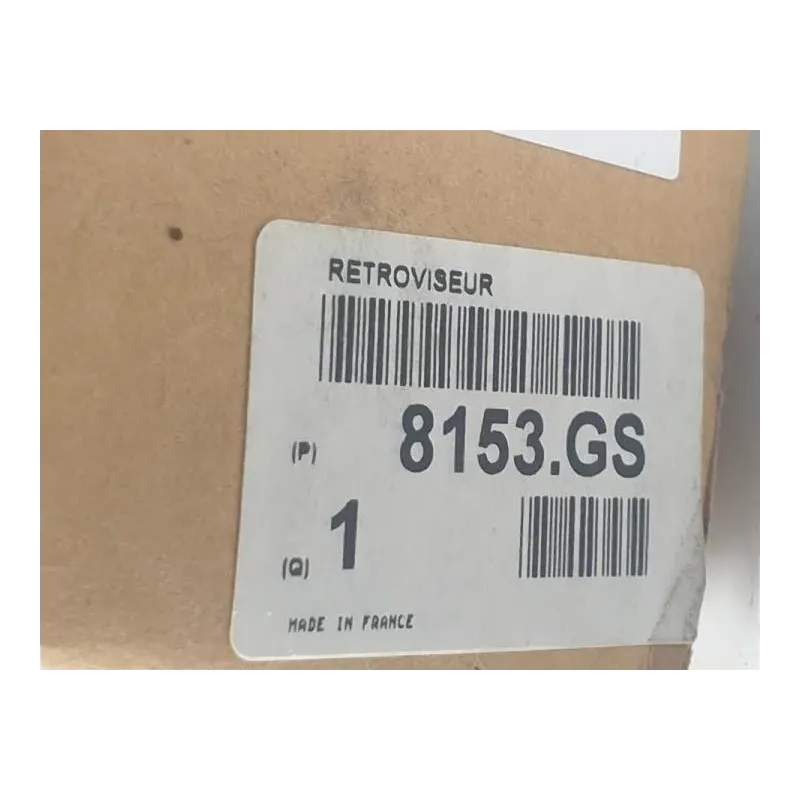 RETROVISEUR
(P) 8153.GS
(Q) 1
MADE IN FRANCE